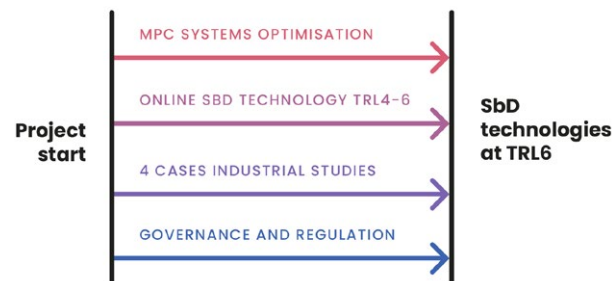 MPC SYSTEMS OPTIMISATION
ONLINE SBD TECHNOLOGY TRL4-6
Project
start
SbD
technologies
at TRL6
4 CASES INDUSTRIAL STUDIES
GOVERNANCE AND REGULATION